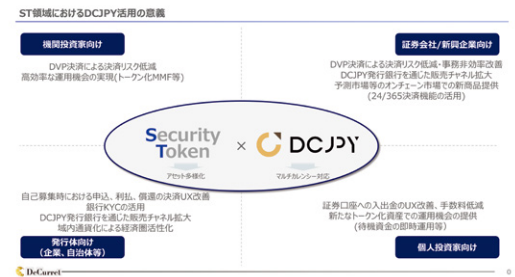 ST領域におけるDCJPY活用の意義
機関投資家向け
DVP決済による決済リスク低減
高効率な運用機会の実現(トークン化MMF等)
証券会社/新興企業向け
DVP決済による決済リスク低減・事務非効率改善
DCJPY発行銀行を通じた販売チャネル拡大
予測市場等のオンチェーン市場での新商品提供
(24/365決済機能の活用)
Security
Token
アセット多様化
×
DCJPY
マルチカレンシー対応
自己募集時における申込、利払、償還の決済UX改善
銀行KYCの活用
DCJPY発行銀行を通じた販売チャネル拡大
域内通貨化による経済圏活性化
発行体向け
(企業、自治体等)
証券口座への入出金のUX改善、手数料低減
新たなトークン化資産での運用機会の提供
(待機資金の即時運用等)
個人投資家向け
DeCurret